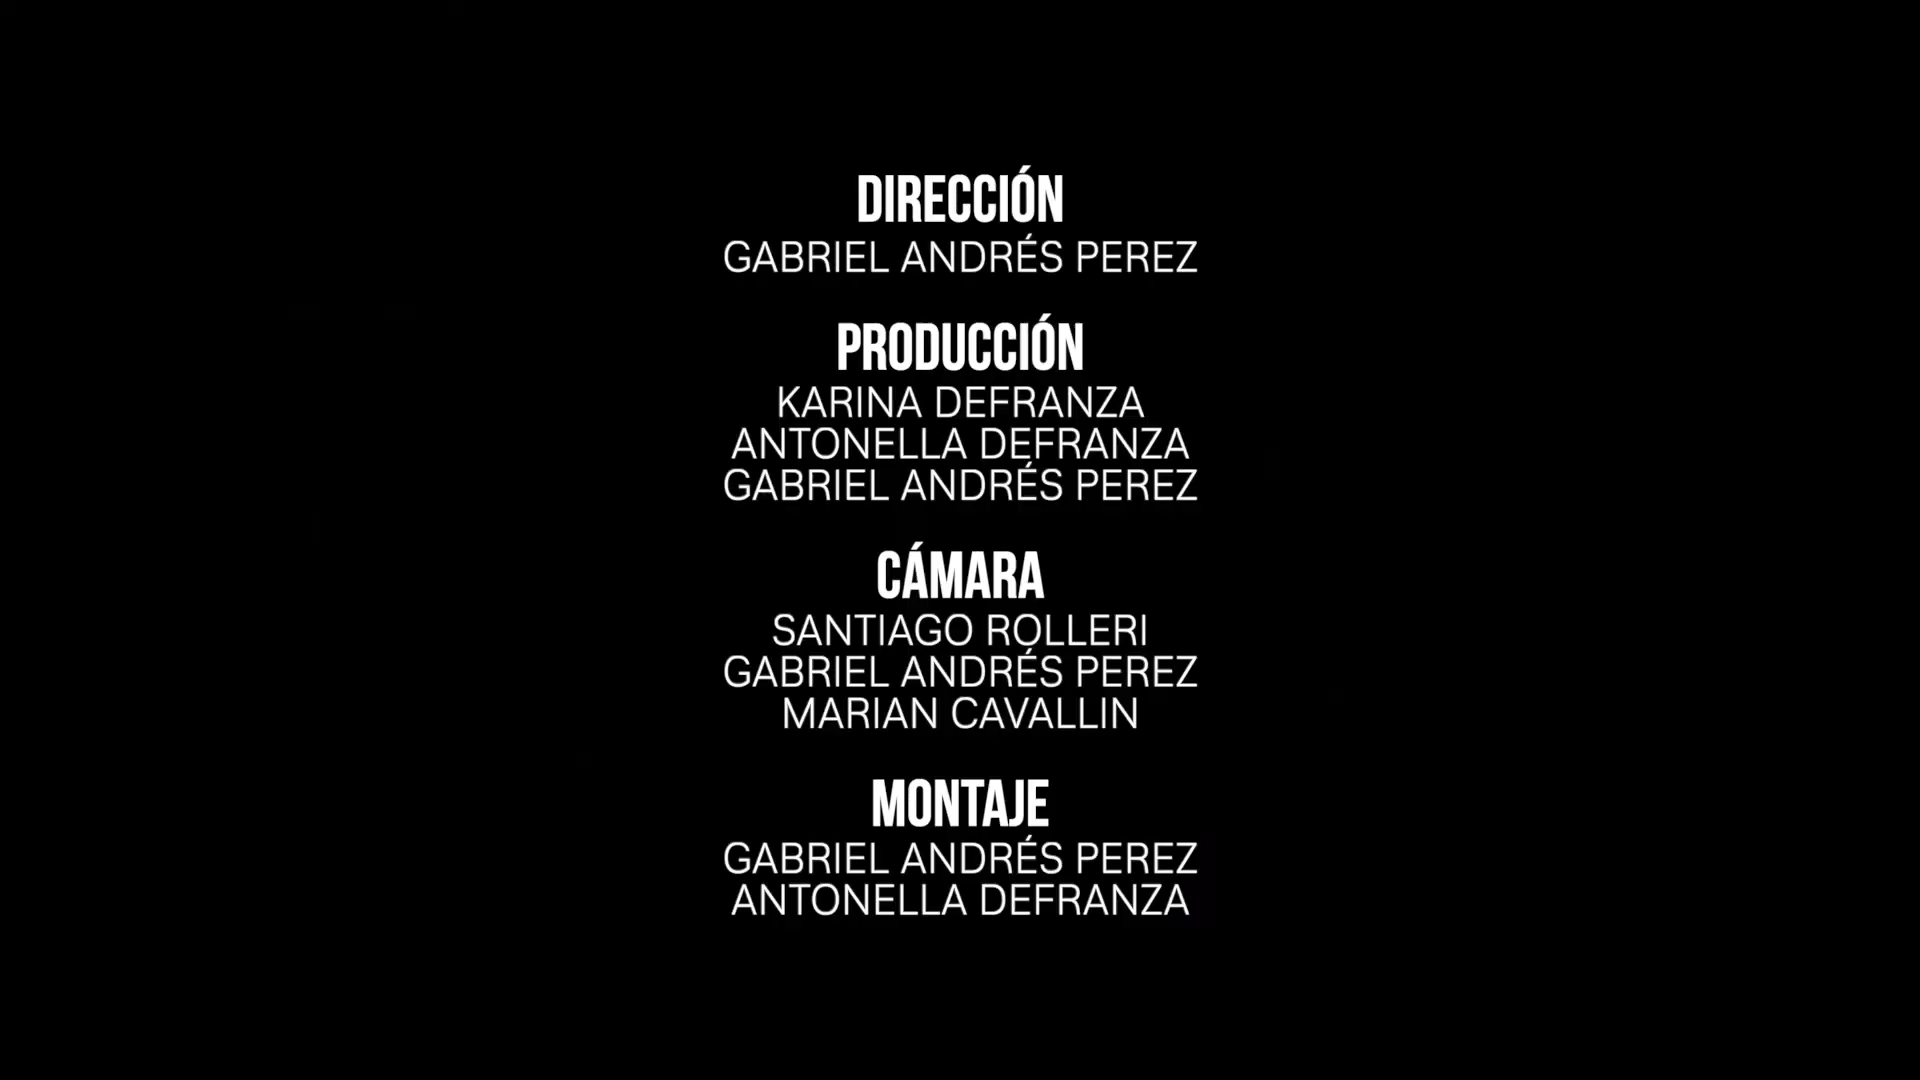 DIRECCIÓN
GABRIEL ANDRÉS PEREZ
PRODUCCIÓN
KARINA DEFRANZA
ANTONELLA DEFRANZA
GABRIEL ANDRÉS PEREZ
CÁMARA
SANTIAGO ROLLERI
GABRIEL ANDRÉS PEREZ
MARIAN CAVALLIN
MONTAJE
GABRIEL ANDRÉS PEREZ
ANTONELLA DEFRANZA